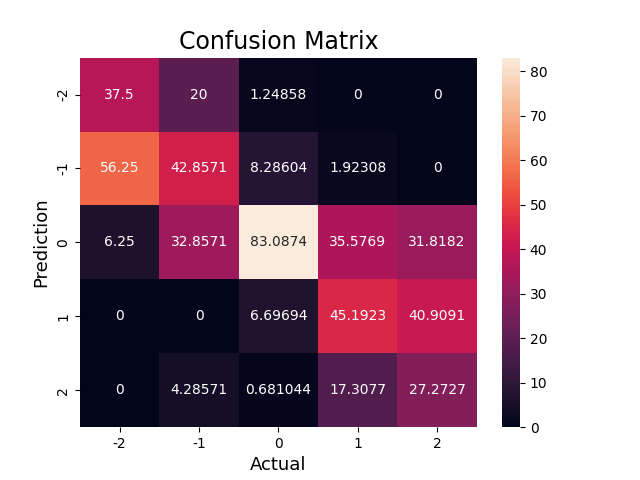 Confusion Matrix
-2 37.5 20 1.24858 0 0
-1 56.25 42.8571 8.28604 1.92308 0
0 6.25 32.8571 83.0874 35.5769 31.8182
1 0 0 6.69694 45.1923 40.9091
2 0 4.28571 0.681044 17.3077 27.2727
-2 -1 0 1 2
Prediction
Actual
80
70
60
50
40
30
20
10
0